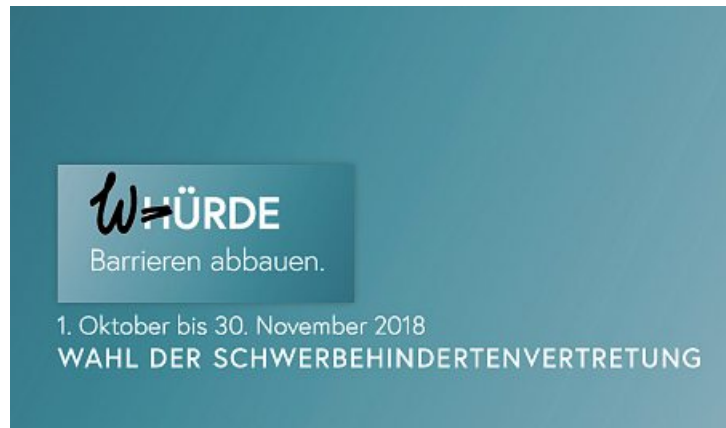 WHÜRDE
Barrieren abbauen.
1. Oktober bis 30. November 2018
WAHL DER SCHWERBEHINDERTENVERTRETUNG